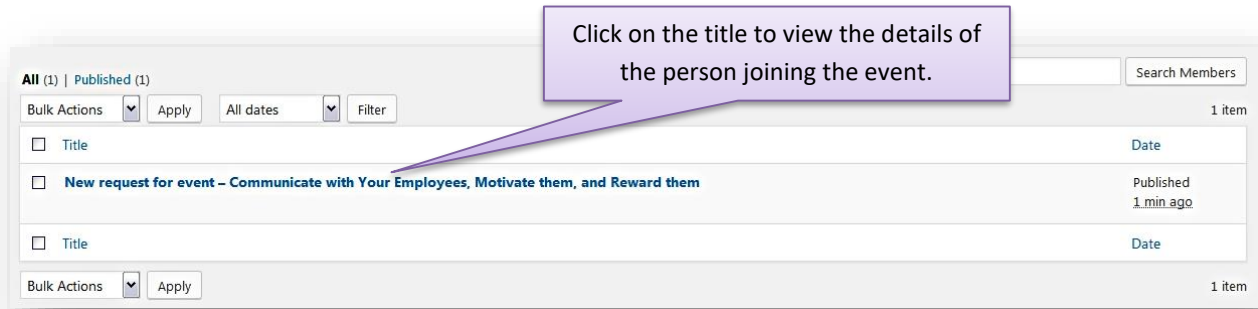 Click on the title to view the details of
the person joining the event.
All (1) | Published (1)
Search Members
Bulk Actions Apply All dates Filter 1 item
Title Date
New request for event – Communicate with Your Employees, Motivate them, and Reward them Published
1 min ago
Title Date
Bulk Actions Apply 1 item